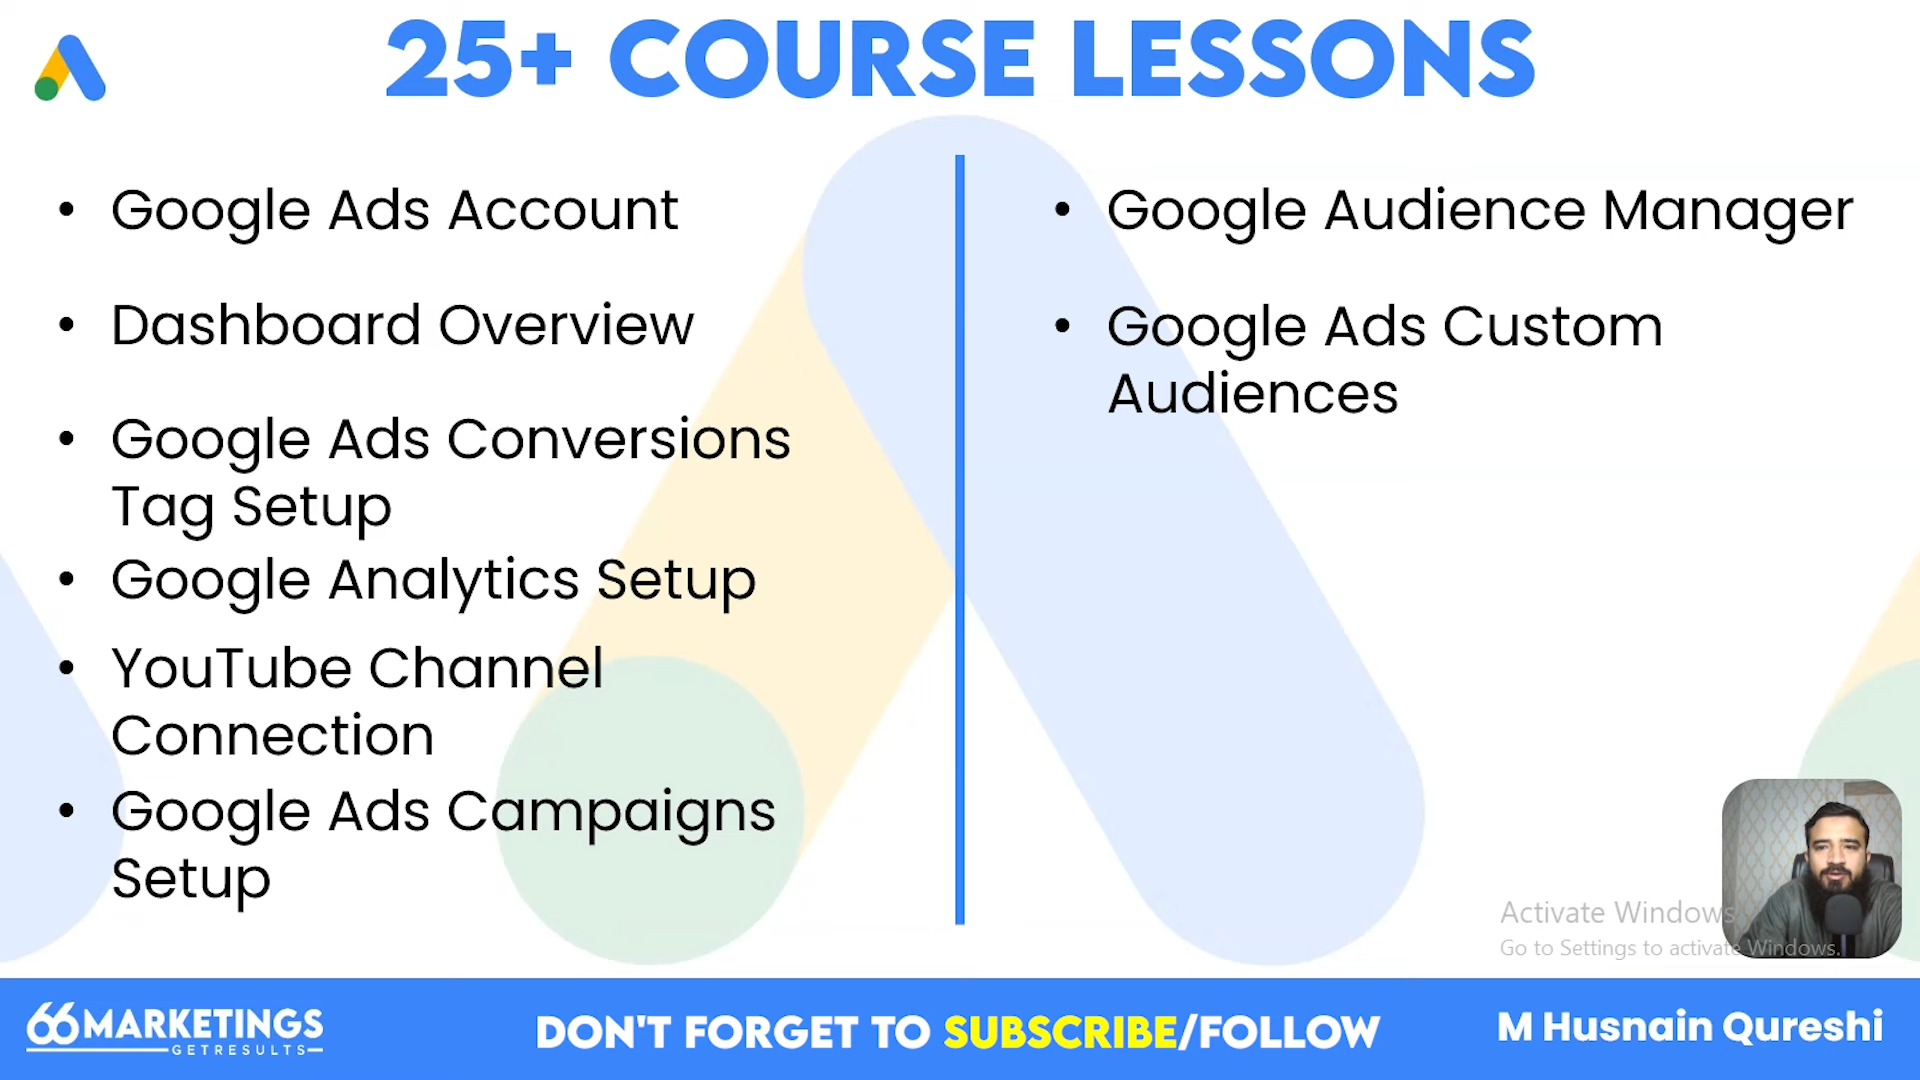 25+ COURSE LESSONS
• Google Ads Account
• Dashboard Overview
• Google Ads Conversions
Tag Setup
• Google Analytics Setup
• YouTube Channel
Connection
• Google Ads Campaigns
Setup
• Google Audience Manager
• Google Ads Custom
Audiences
Activate Windows
Go to Settings to activate Windows.
66MARKETINGS
GETRESULTS
DON'T FORGET TO SUBSCRIBE/FOLLOW
M Husnain Qureshi